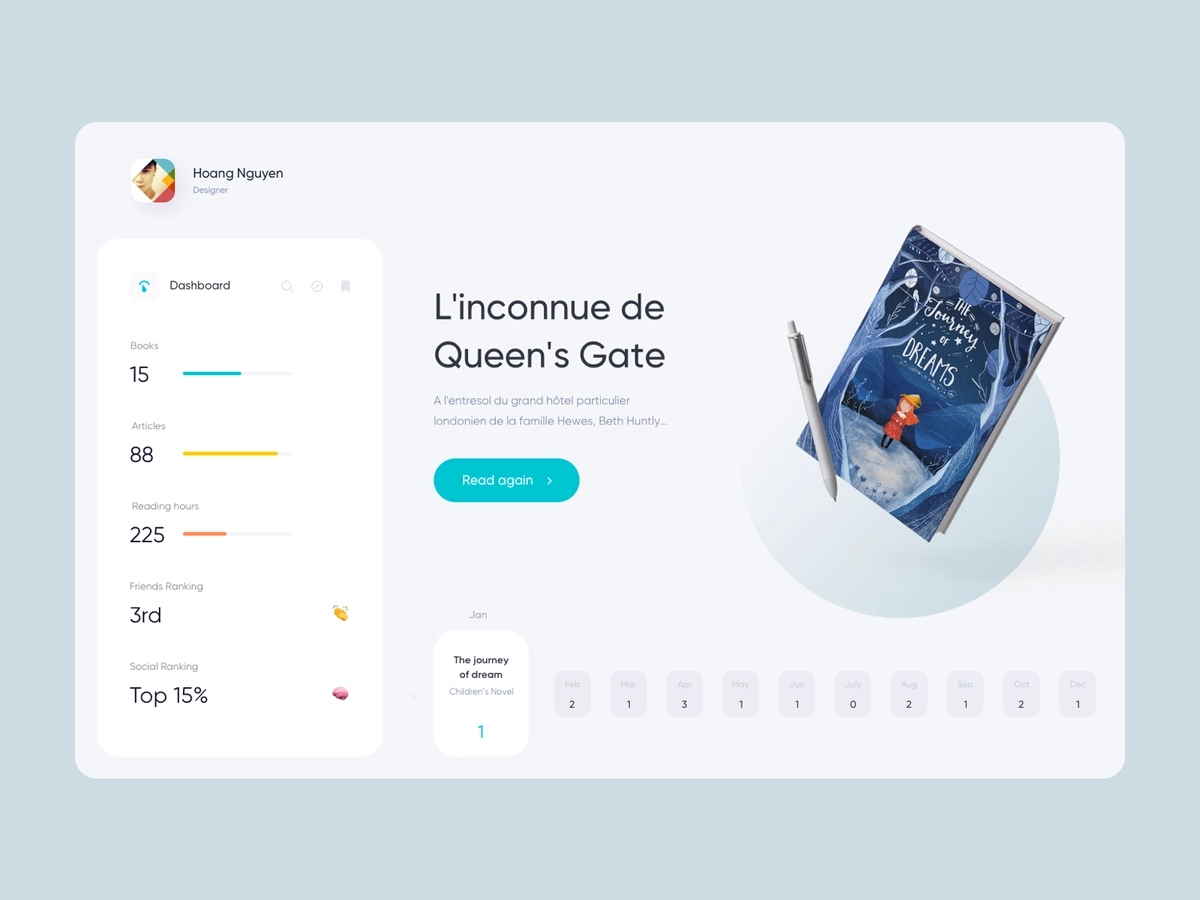 Hoang Nguyen
Designer
Dashboard
Books
15
Articles
88
Reading hours
225
Friends Ranking
3rd
Social Ranking
Top 15%
L'inconnue de
Queen's Gate
A l'entresol du grand hôtel particulier
londonien de la famille Hewes, Beth Huntly...
Read again
THE
Journey
OF
DREAMS
Jan
The journey
of dream
Children's Novel
1
Feb
2
Mar
1
Apr
3
May
1
Jun
1
July
0
Aug
2
Sep
1
Oct
2
Dec
1